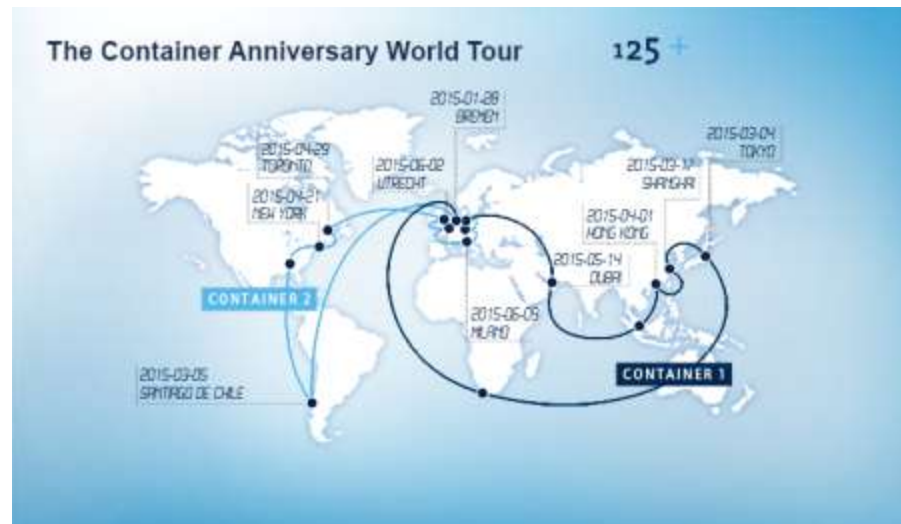 The Container Anniversary World Tour
125 +
2015-01-28
BREMEN
2015-03-04
TOKYO
2015-04-29
TORONTO
2015-06-02
UTRECHT
2015-03-17
SHANGHAI
2015-04-21
NEW YORK
2015-04-01
HONG KONG
2015-05-14
DUBAI
CONTAINER 2
2015-06-09
MILANO
CONTAINER 1
2015-03-05
SANTIAGO DE CHILE